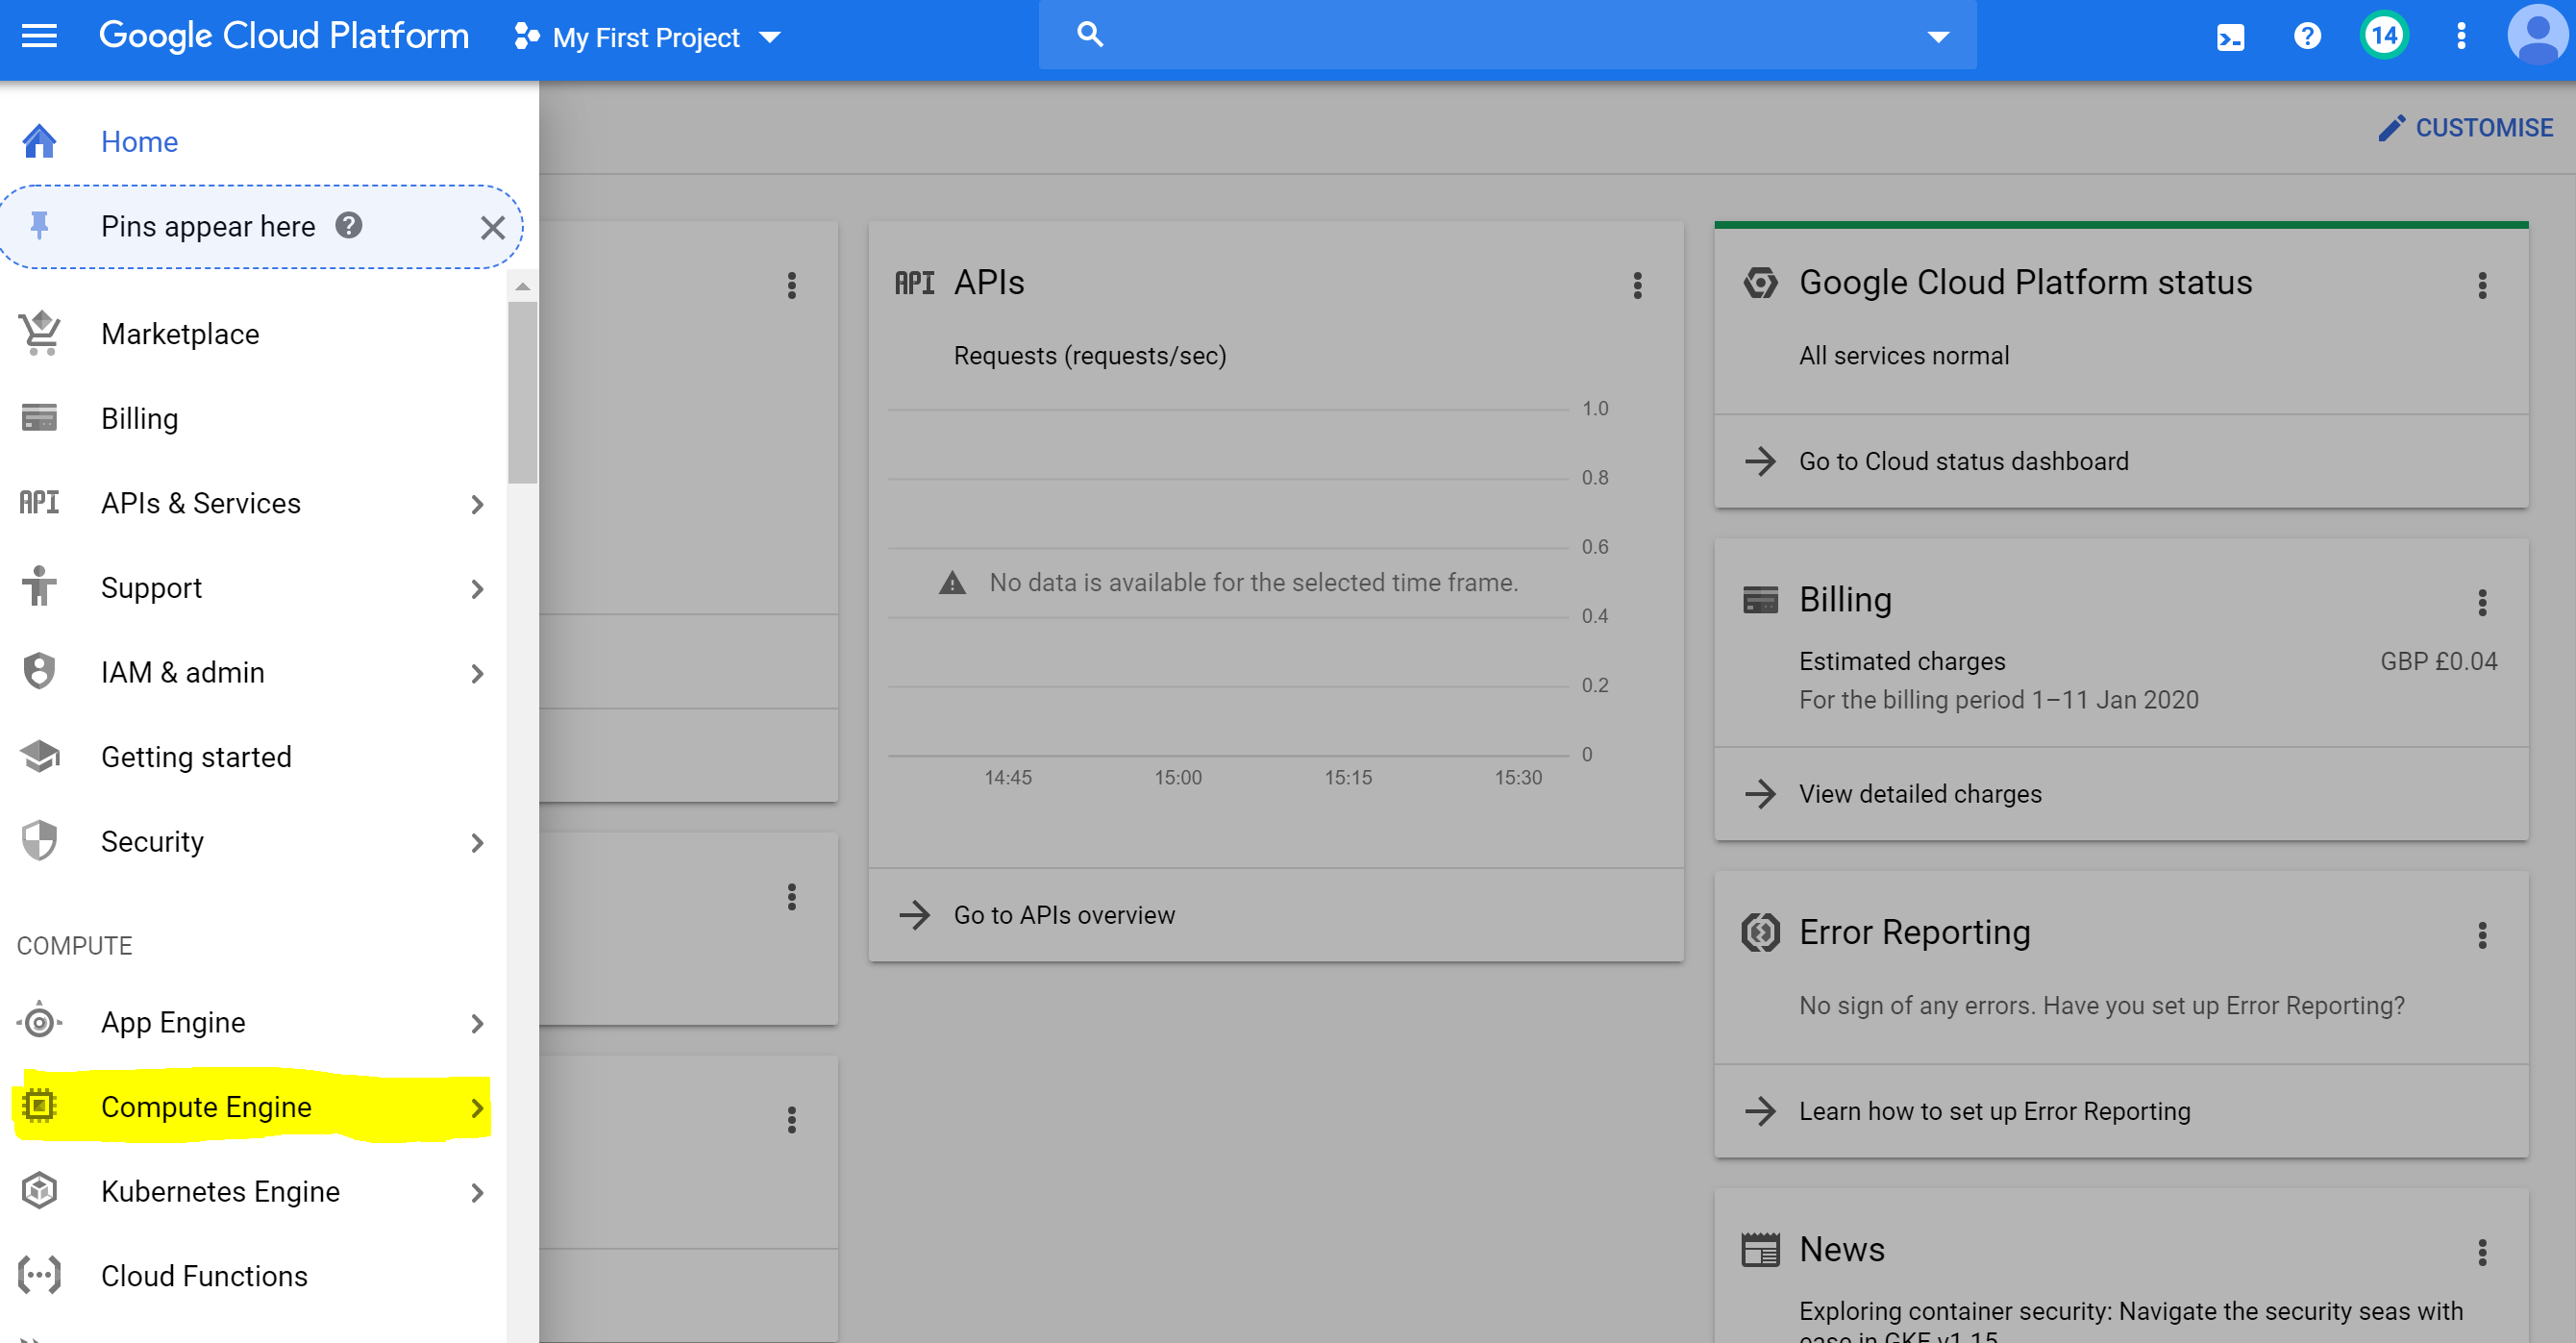 Google Cloud Platform
My First Project
14
CUSTOMISE
Home
Pins appear here
Marketplace
Billing
API
APIs & Services
Support
IAM & admin
Getting started
Security
COMPUTE
App Engine
Compute Engine
Kubernetes Engine
Cloud Functions
API
APIs
Requests (requests/sec)
1.0
0.8
0.6
No data is available for the selected time frame.
0.4
0.2
0
14:45 15:00 15:15 15:30
Go to APIs overview
Google Cloud Platform status
All services normal
Go to Cloud status dashboard
Billing
Estimated charges GBP £0.04
For the billing period 1–11 Jan 2020
View detailed charges
Error Reporting
No sign of any errors. Have you set up Error Reporting?
Learn how to set up Error Reporting
News
Exploring container security: Navigate the security seas with
ease in GKE v1.15